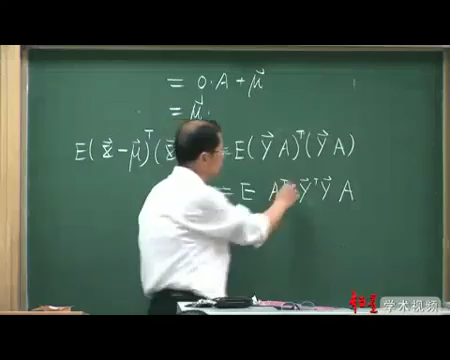 = 0·A + μ⃗
= μ⃗.
E(x⃗-μ⃗)ᵀ(x⃗ = E(Y⃗A)ᵀ(Y⃗A)
= E AᵀY⃗ᵀY⃗A
学术视频